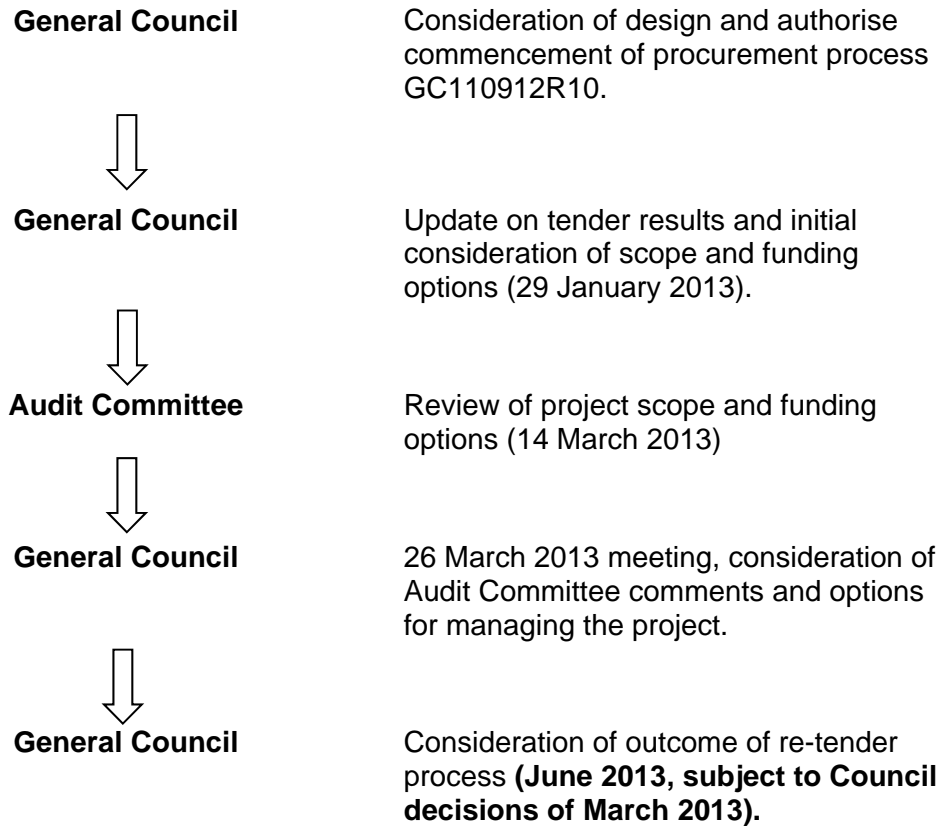 General Council
Consideration of design and authorise
commencement of procurement process
GC110912R10.
General Council
Update on tender results and initial
consideration of scope and funding
options (29 January 2013).
Audit Committee
Review of project scope and funding
options (14 March 2013)
General Council
26 March 2013 meeting, consideration of
Audit Committee comments and options
for managing the project.
General Council
Consideration of outcome of re-tender
process (June 2013, subject to Council
decisions of March 2013).